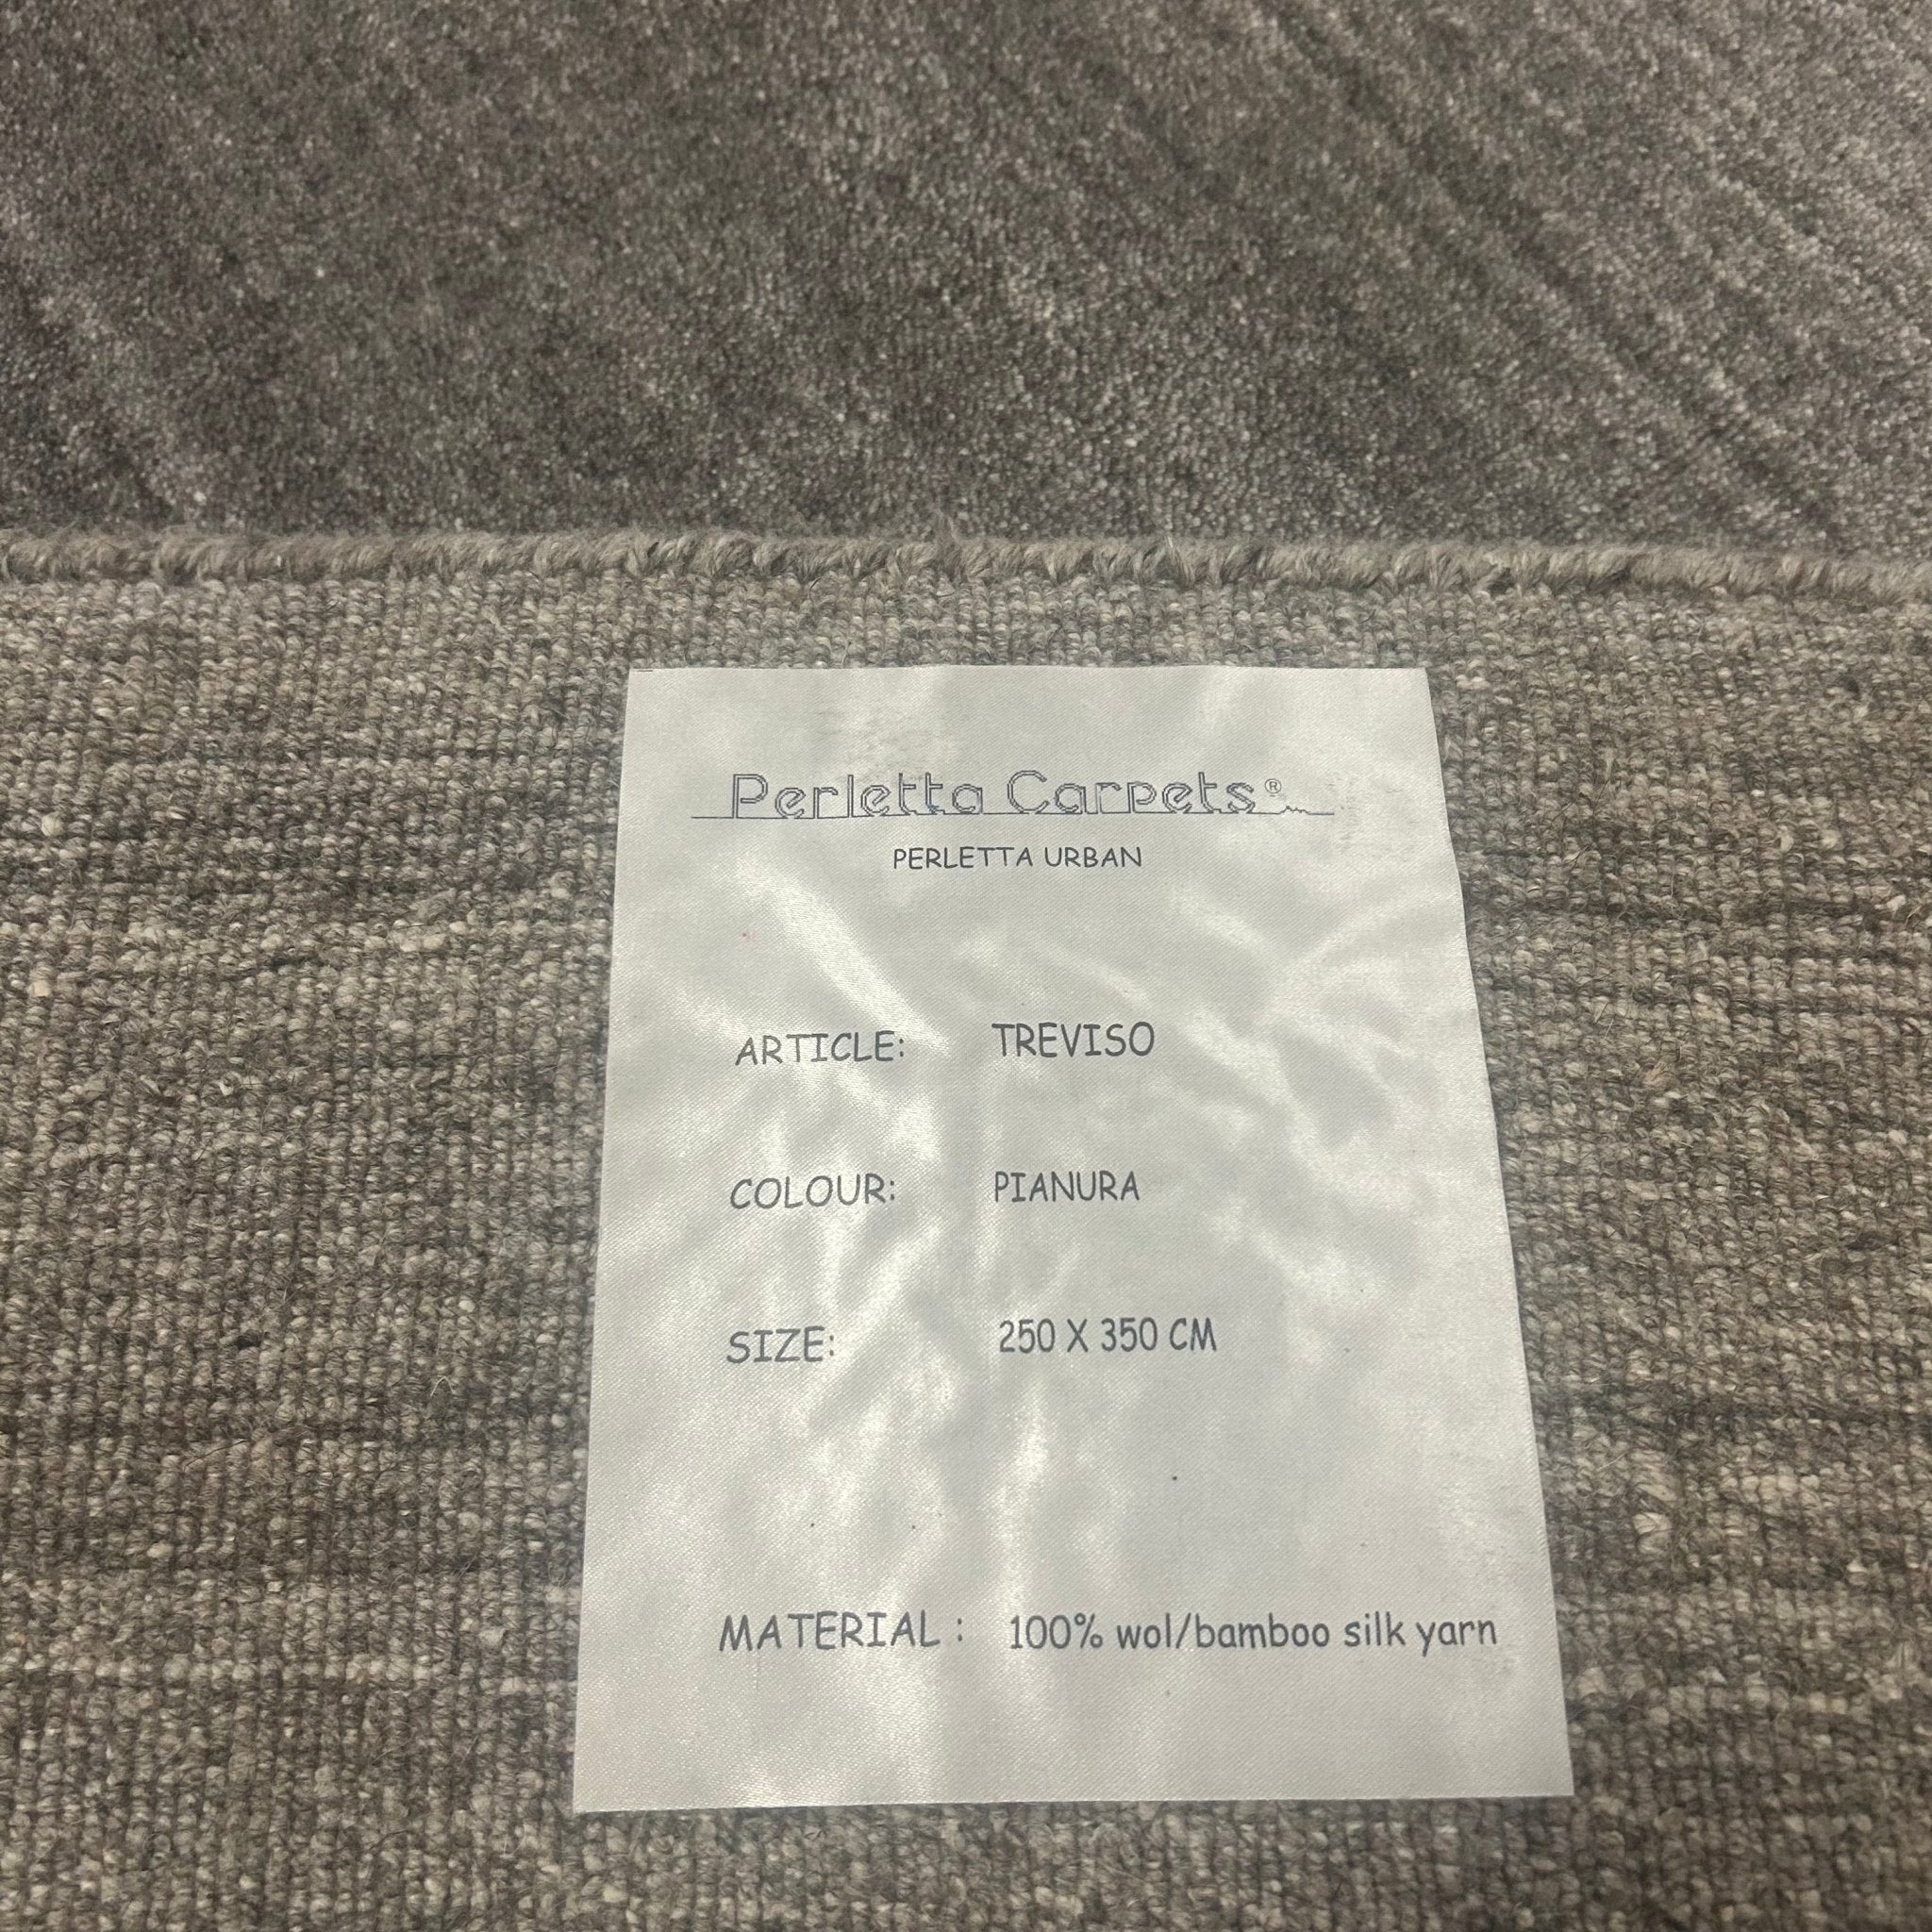 Perletta Carpets®
PERLETTA URBAN
ARTICLE: TREVISO
COLOUR: PIANURA
SIZE: 250 X 350 CM
MATERIAL : 100% wol/bamboo silk yarn